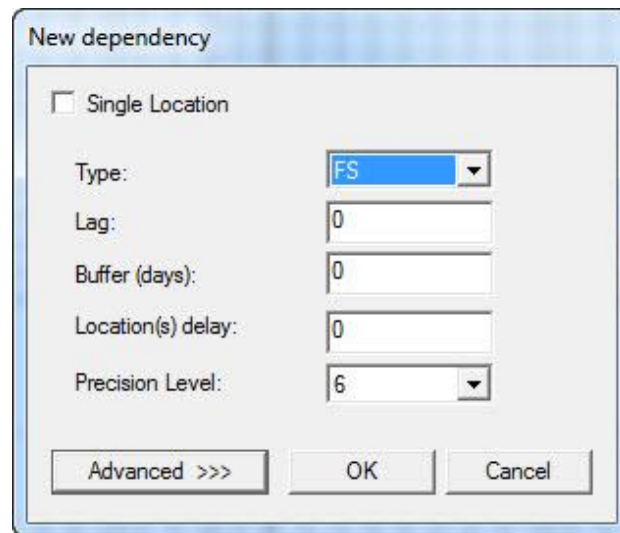 New dependency
Single Location
Type: FS
Lag: 0
Buffer (days): 0
Location(s) delay: 0
Precision Level: 6
Advanced >>> OK Cancel